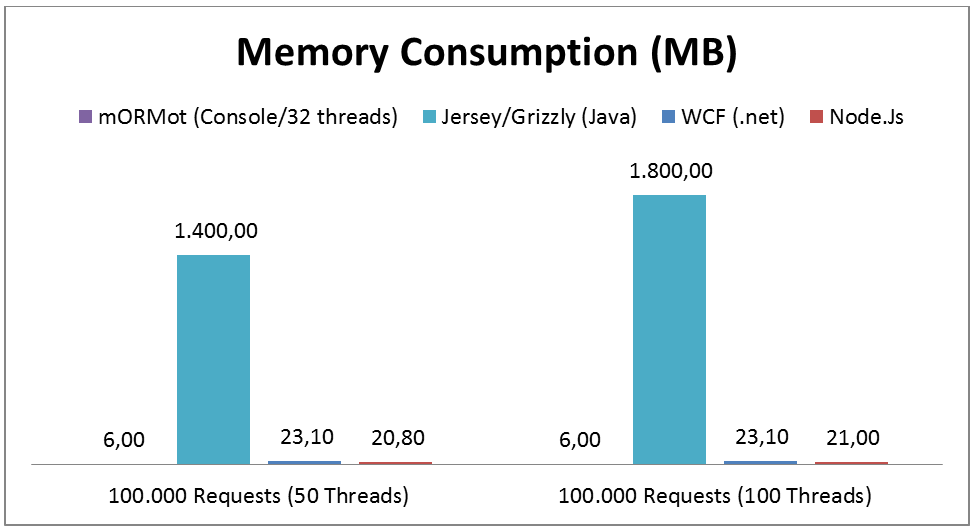 Memory Consumption (MB)
mORMot (Console/32 threads) Jersey/Grizzly (Java) WCF (.net) Node.Js
1.800,00
1.400,00
6,00 23,10 20,80 6,00 23,10 21,00
100.000 Requests (50 Threads) 100.000 Requests (100 Threads)